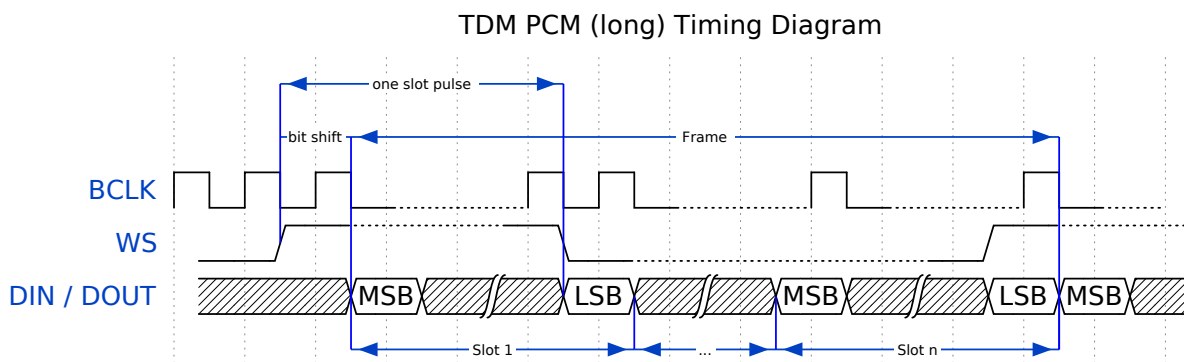 TDM PCM (long) Timing Diagram
one slot pulse
bit shift
Frame
BCLK
WS
DIN / DOUT
MSB
LSB
MSB
LSB
MSB
Slot 1
...
Slot n